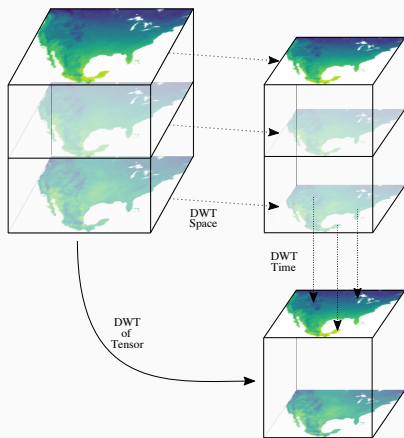 DWT
Space
DWT
Time
DWT
of
Tensor